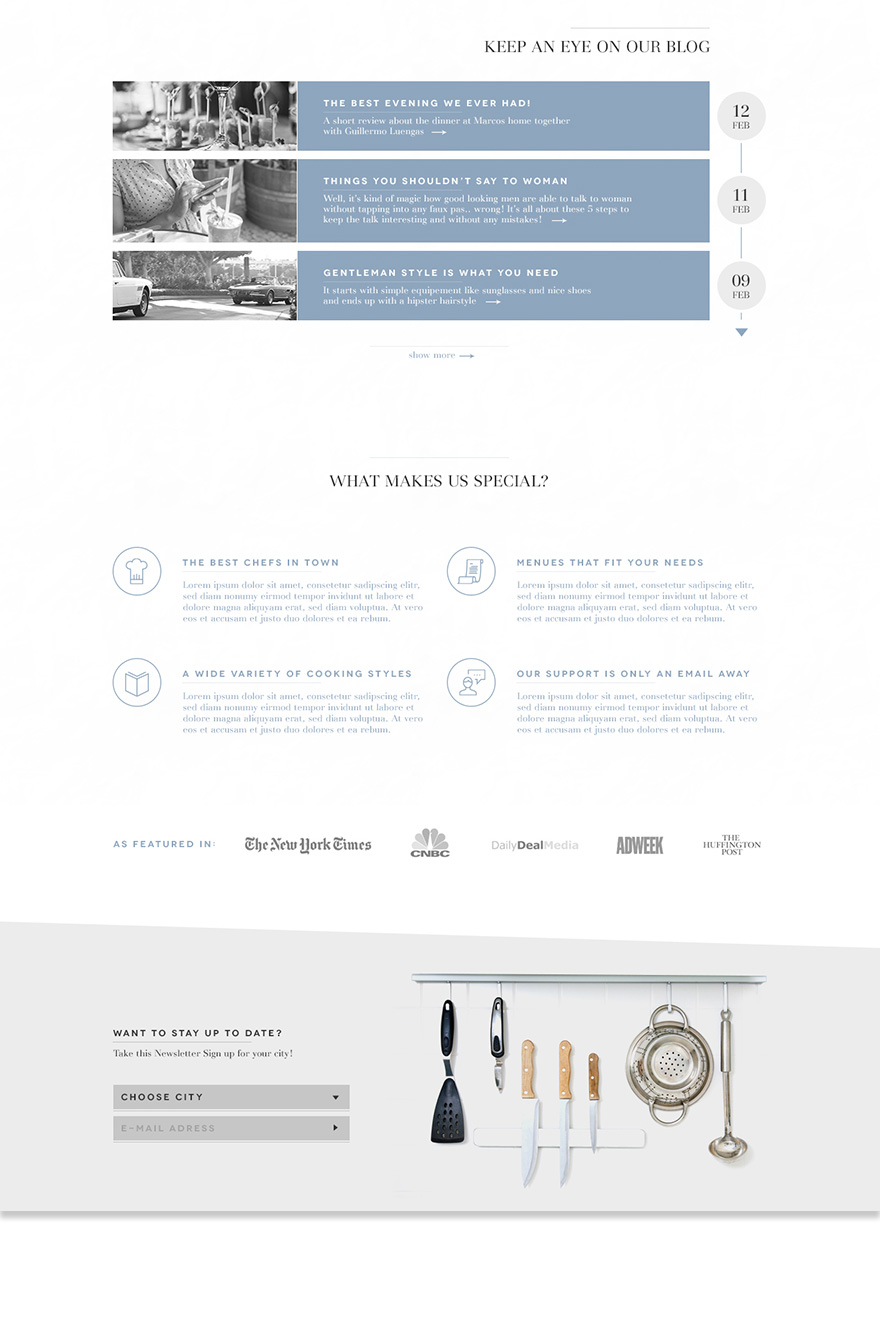 KEEP AN EYE ON OUR BLOG
THE BEST EVENING WE EVER HAD!
A short review about the dinner at Marcos home together
with Guillermo Luengas
12
FEB
THINGS YOU SHOULDN'T SAY TO WOMAN
Well, it's kind of magic how good looking men are able to talk to woman
without tapping into any faux pas.. wrong! It's all about these 5 steps to
keep the talk interesting and without any mistakes!
11
FEB
GENTLEMAN STYLE IS WHAT YOU NEED
It starts with simple equipement like sunglasses and nice shoes
and ends up with a hipster hairstyle
09
FEB
show more
WHAT MAKES US SPECIAL?
THE BEST CHEFS IN TOWN
Lorem ipsum dolor sit amet, consetetur sadipscing elitr,
sed diam nonumy eirmod tempor invidunt ut labore et
dolore magna aliquyam erat, sed diam voluptua. At vero
eos et accusam et justo duo dolores et ea rebum.
MENUES THAT FIT YOUR NEEDS
Lorem ipsum dolor sit amet, consetetur sadipscing elitr,
sed diam nonumy eirmod tempor invidunt ut labore et
dolore magna aliquyam erat, sed diam voluptua. At vero
eos et accusam et justo duo dolores et ea rebum.
A WIDE VARIETY OF COOKING STYLES
Lorem ipsum dolor sit amet, consetetur sadipscing elitr,
sed diam nonumy eirmod tempor invidunt ut labore et
dolore magna aliquyam erat, sed diam voluptua. At vero
eos et accusam et justo duo dolores et ea rebum.
OUR SUPPORT IS ONLY AN EMAIL AWAY
Lorem ipsum dolor sit amet, consetetur sadipscing elitr,
sed diam nonumy eirmod tempor invidunt ut labore et
dolore magna aliquyam erat, sed diam voluptua. At vero
eos et accusam et justo duo dolores et ea rebum.
AS FEATURED IN:
The New York Times
CNBC
DailyDealMedia
ADWEEK
THE
HUFFINGTON
POST
WANT TO STAY UP TO DATE?
Take this Newsletter Sign up for your city!
CHOOSE CITY
E-MAIL ADRESS